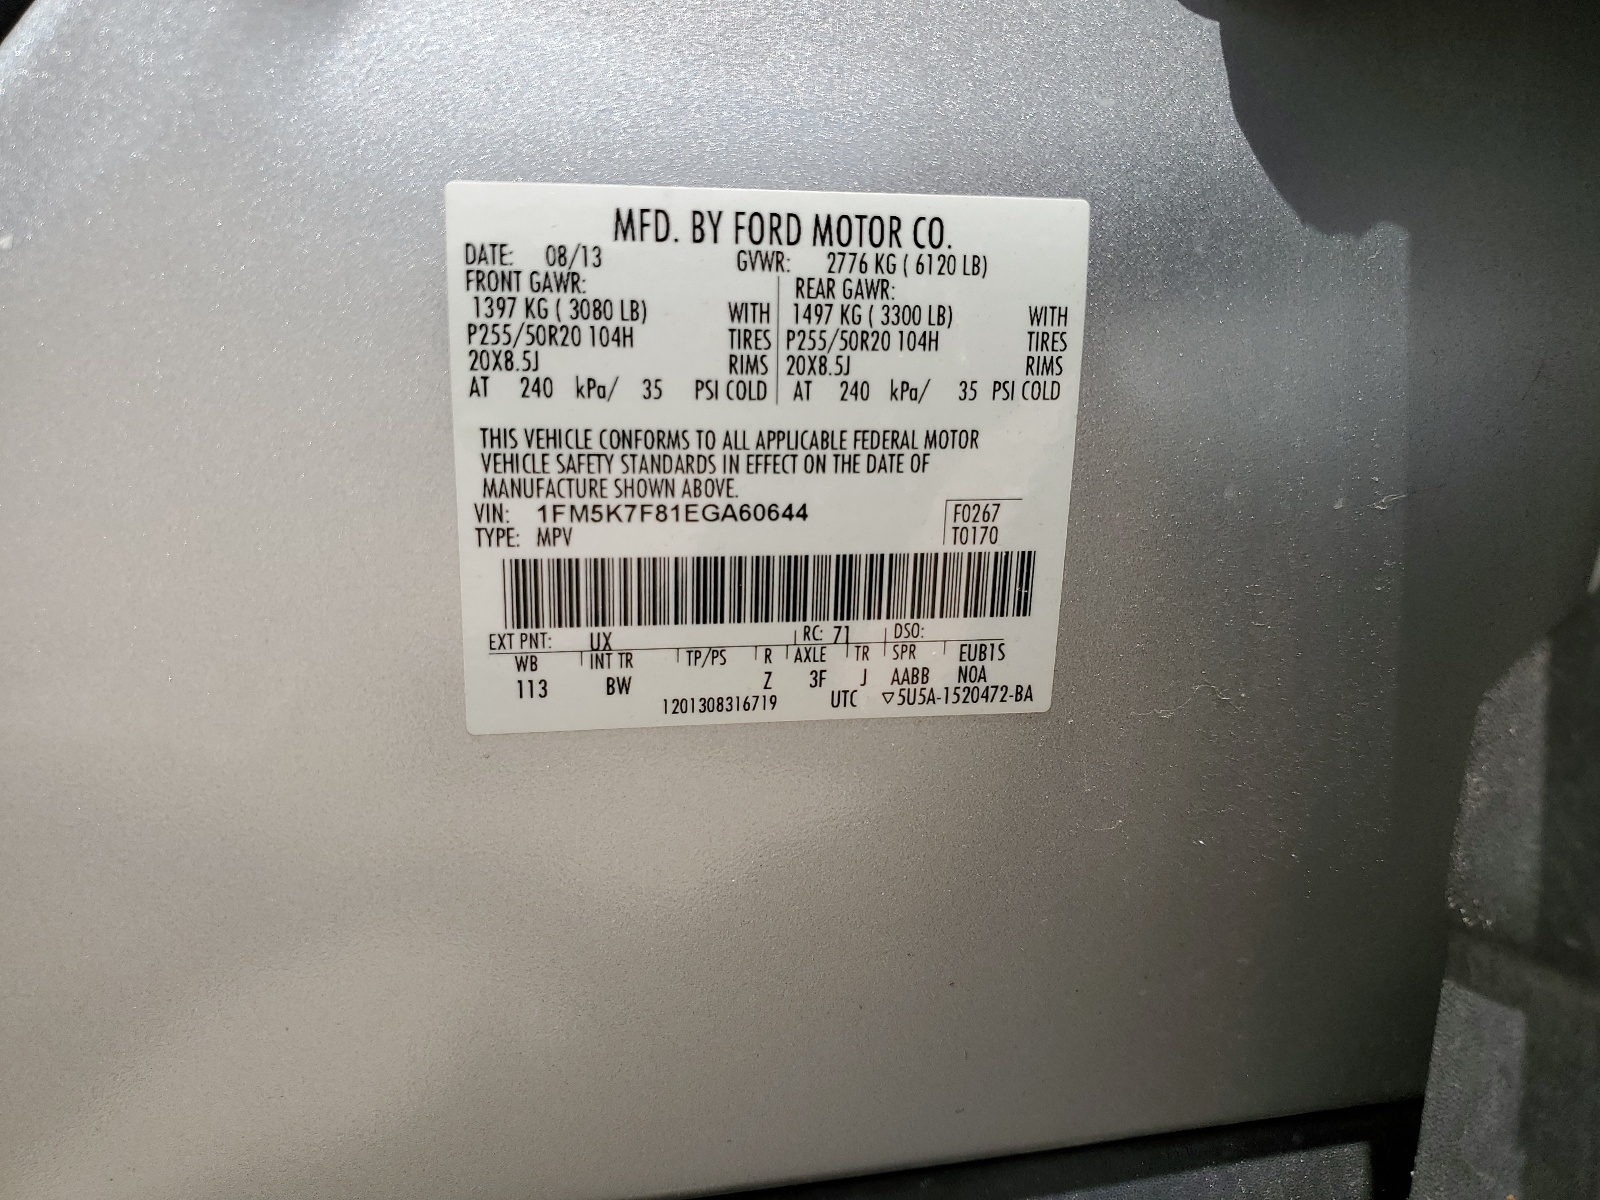 MFD. BY FORD MOTOR CO.
DATE: 08/13 GVWR: 2776 KG ( 6120 LB)
FRONT GAWR: REAR GAWR:
1397 KG ( 3080 LB) WITH 1497 KG ( 3300 LB) WITH
P255/50R20 104H TIRES P255/50R20 104H TIRES
20X8.5J RIMS 20X8.5J RIMS
AT 240 kPa/ 35 PSI COLD AT 240 kPa/ 35 PSI COLD
THIS VEHICLE CONFORMS TO ALL APPLICABLE FEDERAL MOTOR
VEHICLE SAFETY STANDARDS IN EFFECT ON THE DATE OF
MANUFACTURE SHOWN ABOVE.
VIN: 1FM5K7F81EGA60644 F0267
TYPE: MPV T0170
EXT PNT: UX RC: 71 DSO:
WB INT TR TP/PS R AXLE TR SPR EUB1S
113 BW Z 3F J AABB NOA
1201308316719 UTC ▽5U5A-1520472-BA